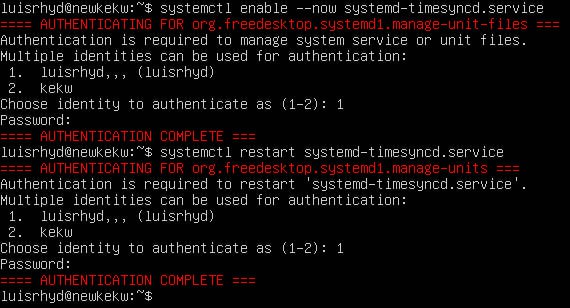 luisrhyd@newkekw:~$ systemctl enable --now systemd-timesyncd.service
==== AUTHENTICATING FOR org.freedesktop.systemd1.manage-unit-files ===
Authentication is required to manage system service or unit files.
Multiple identities can be used for authentication:
1.  luisrhyd,,, (luisrhyd)
2.  kekw
Choose identity to authenticate as (1-2): 1
Password:
==== AUTHENTICATION COMPLETE ===
luisrhyd@newkekw:~$ systemctl restart systemd-timesyncd.service
==== AUTHENTICATING FOR org.freedesktop.systemd1.manage-units ===
Authentication is required to restart 'systemd-timesyncd.service'.
Multiple identities can be used for authentication:
1.  luisrhyd,,, (luisrhyd)
2.  kekw
Choose identity to authenticate as (1-2): 1
Password:
==== AUTHENTICATION COMPLETE ===
luisrhyd@newkekw:~$